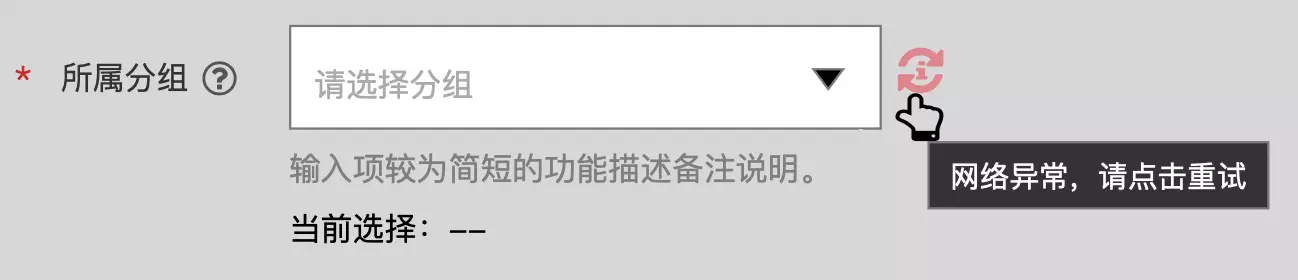 * 所属分组 ?
请选择分组
i
网络异常，请点击重试
输入项较为简短的功能描述备注说明。
当前选择：--